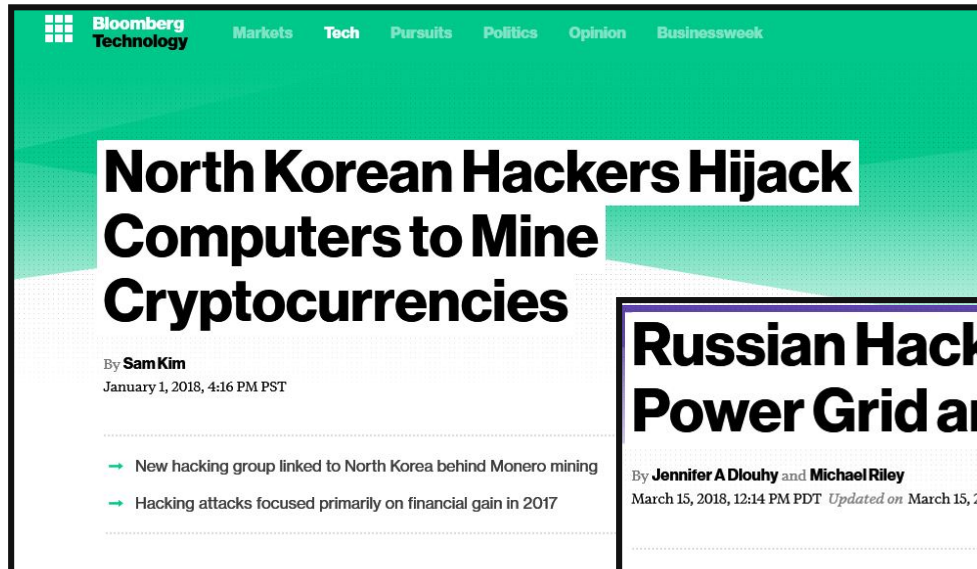 Bloomberg
Technology
Markets Tech Pursuits Politics Opinion Businessweek
North Korean Hackers Hijack
Computers to Mine
Cryptocurrencies
By Sam Kim
January 1, 2018, 4:16 PM PST
→ New hacking group linked to North Korea behind Monero mining
→ Hacking attacks focused primarily on financial gain in 2017
Russian
Power Grid
By Jennifer A Dlouhy and Michael Riley
March 15, 2018, 12:14 PM PDT Updated on March 15,